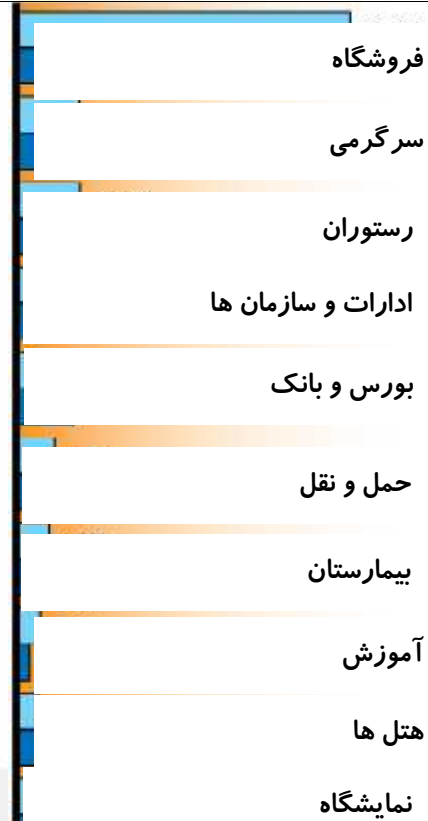 فروشگاه
سرگرمی
رستوران
ادارات و سازمان ها
بورس و بانک
حمل و نقل
بیمارستان
آموزش
هتل ها
نمایشگاه